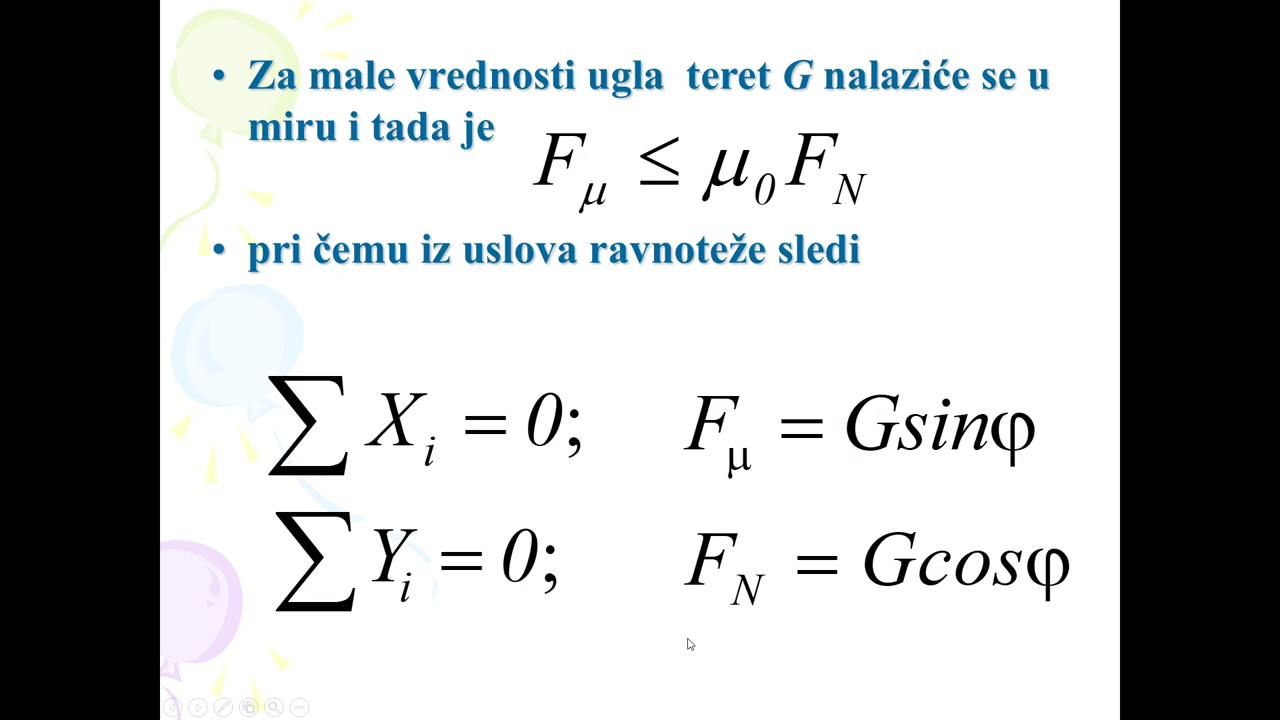 • Za male vrednosti ugla  teret G nalaziće se u
miru i tada je
F_μ ≤ μ_0 F_N
• pri čemu iz uslova ravnoteže sledi
∑ X_i = 0; F_μ = Gsinφ
∑ Y_i = 0; F_N = Gcosφ